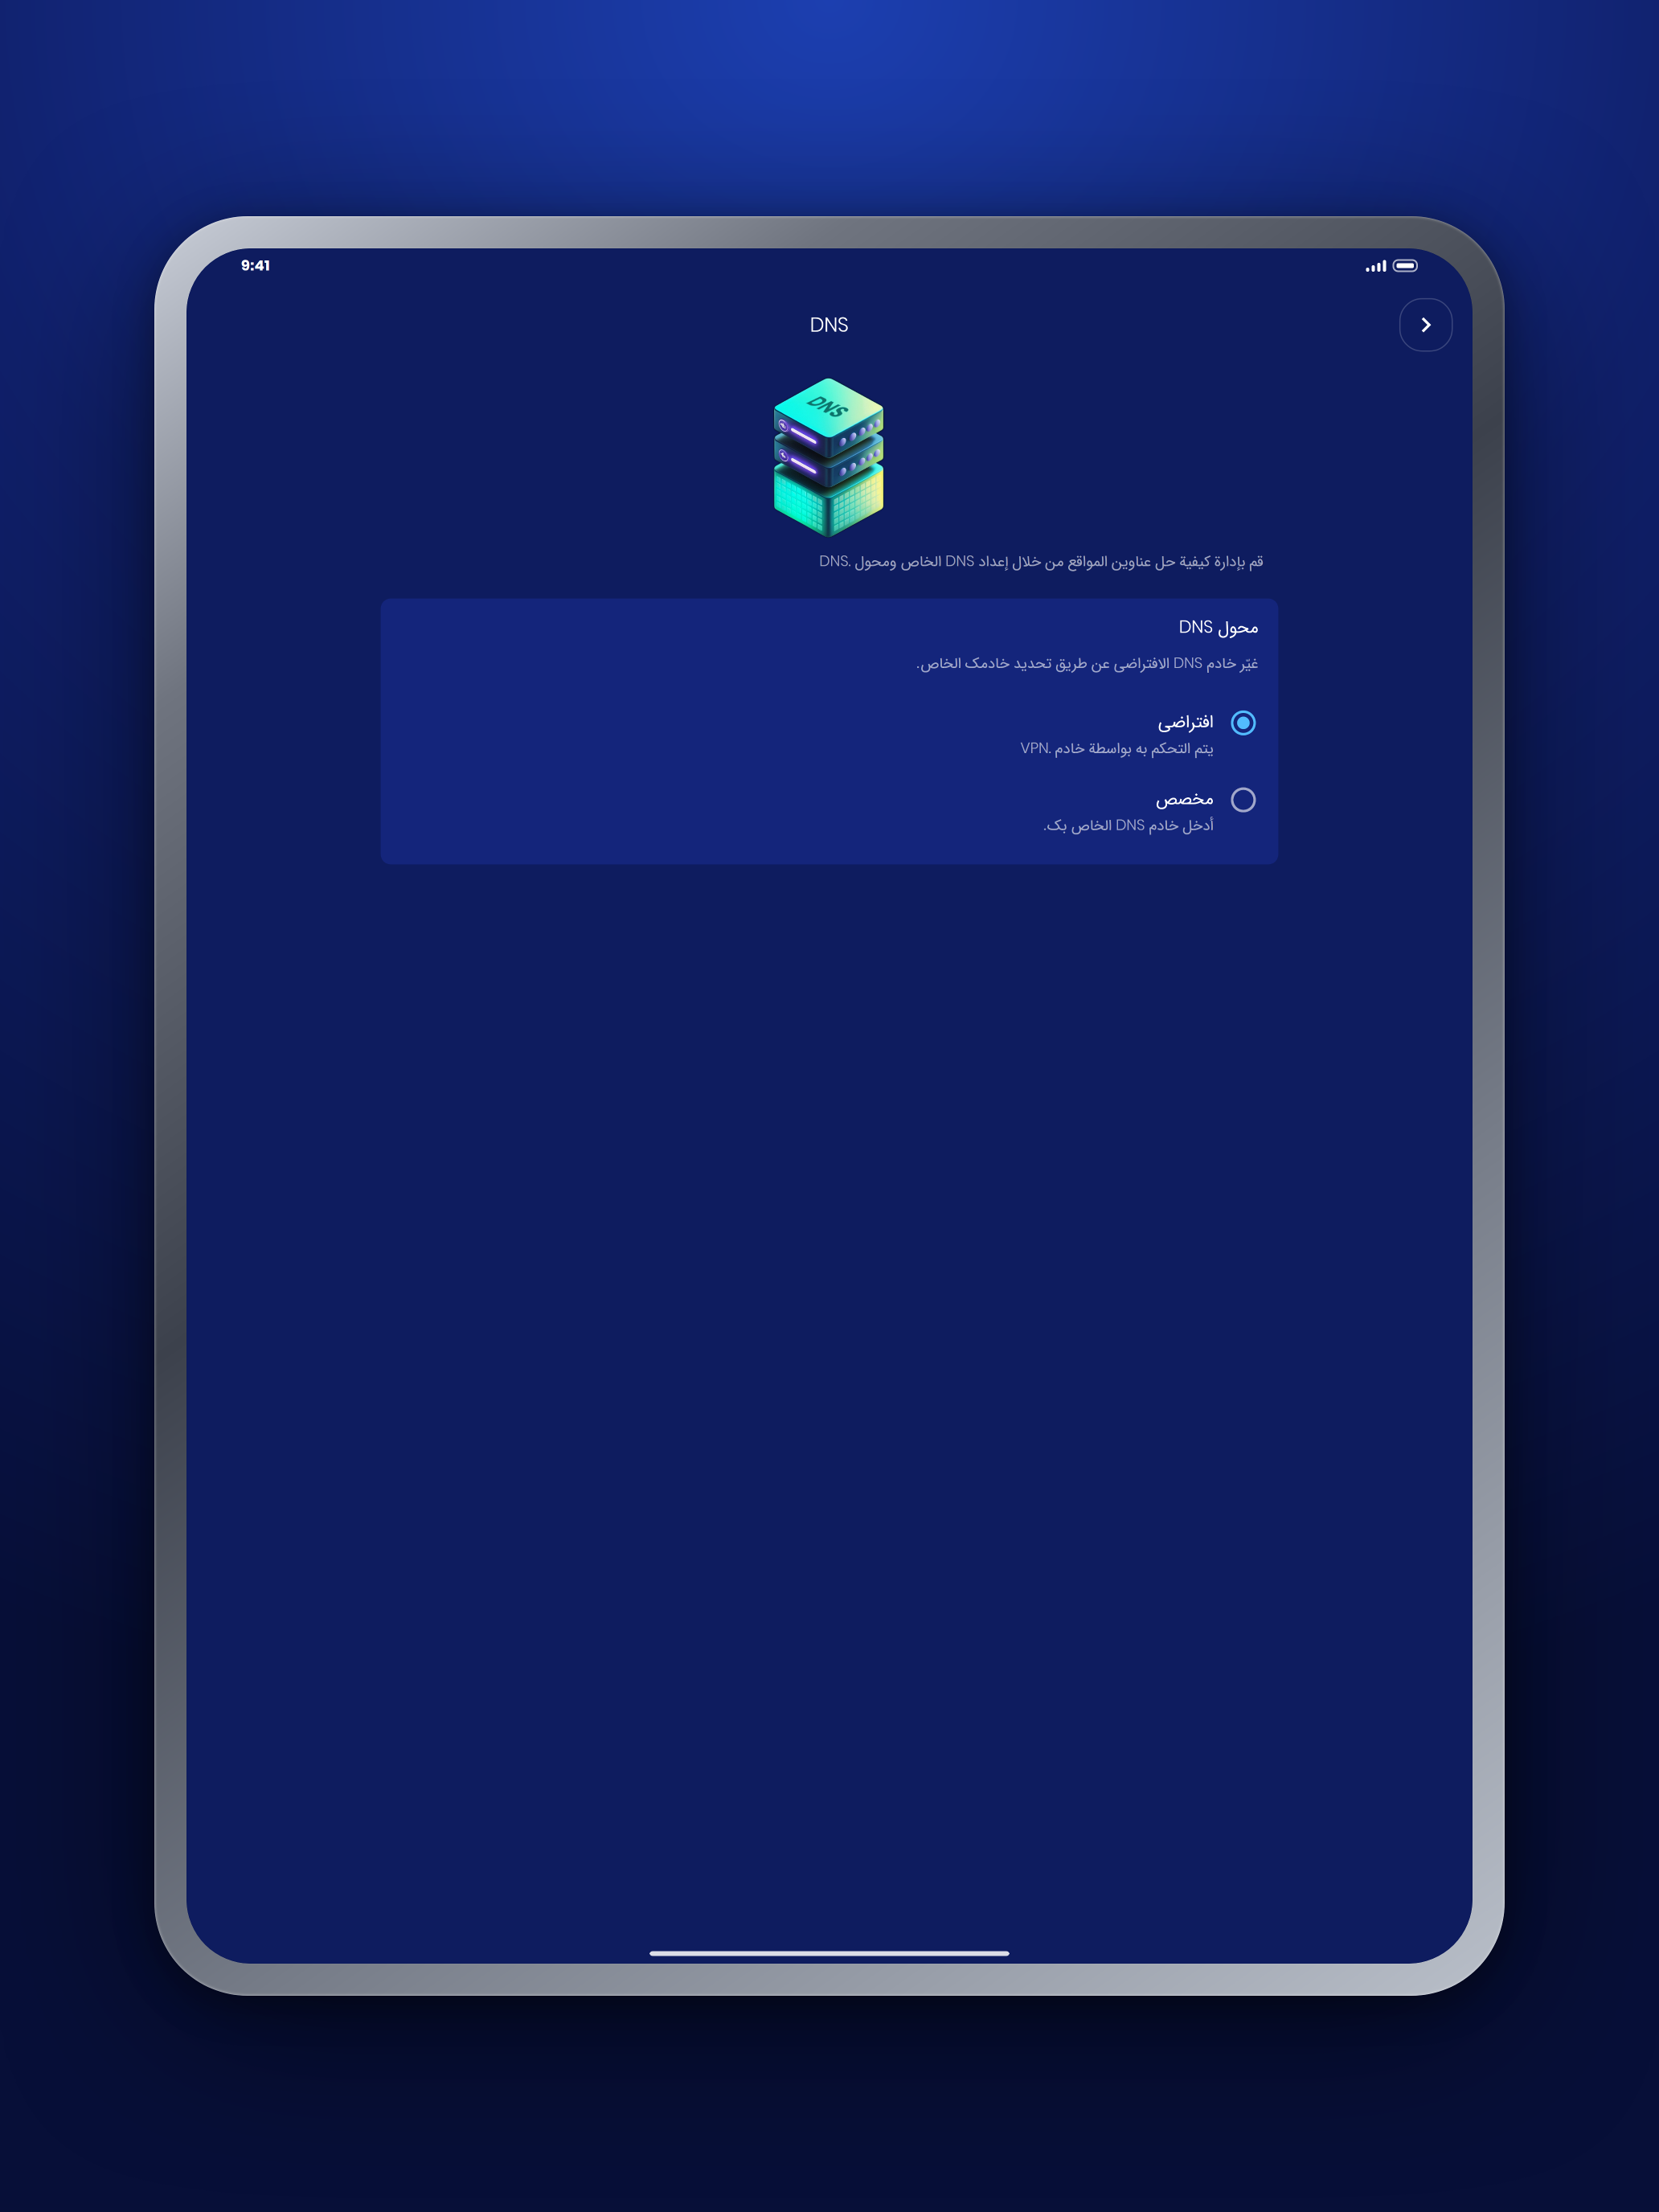 9:41
DNS
DNS
قم بإدارة كيفية حل عناوين المواقع من خلال إعداد DNS الخاص ومحول DNS.
محول DNS
غيّر خادم DNS الافتراضی عن طریق تحدید خادمک الخاص.
افتراضی
یتم التحکم به بواسطة خادم VPN.
مخصص
أدخل خادم DNS الخاص بک.